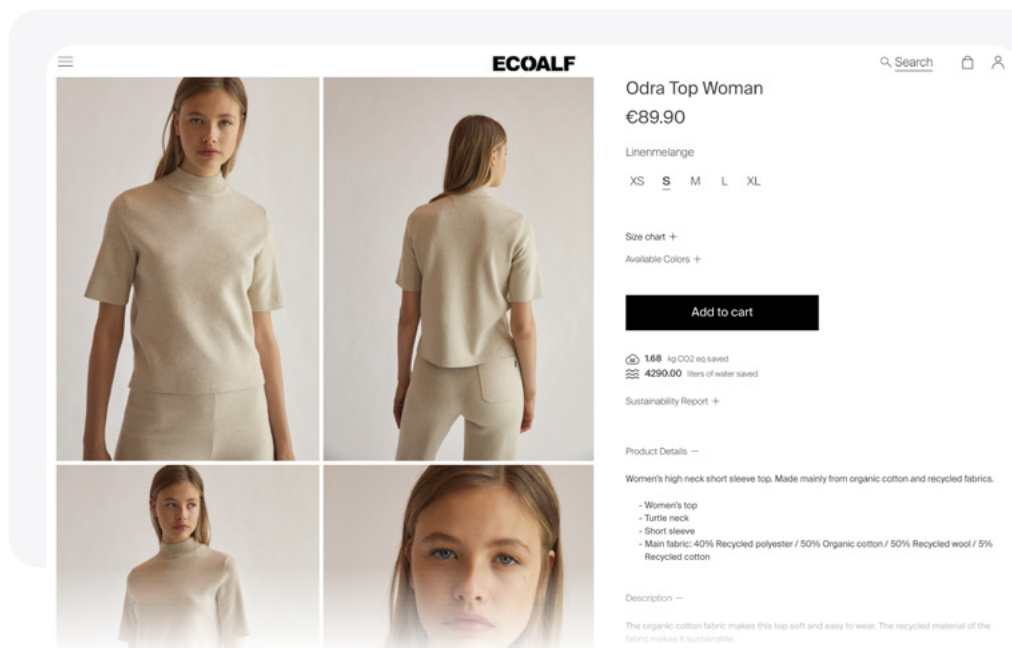 ECOALF
Search
Odra Top Woman
€89.90
Linenmelange
XS S M L XL
Size chart +
Available Colors +
Add to cart
1.68 kg CO2 eq saved
4290.00 liters of water saved
Sustainability Report +
Product Details —
Women's high neck short sleeve top. Made mainly from organic cotton and recycled fabrics.
- Women's top
- Turtle neck
- Short sleeve
- Main fabric: 40% Recycled polyester / 50% Organic cotton / 50% Recycled wool / 5%
Recycled cotton
Description —
The organic cotton fabric makes this top soft and easy to wear. The recycled material of the
fabric makes it sustainable.